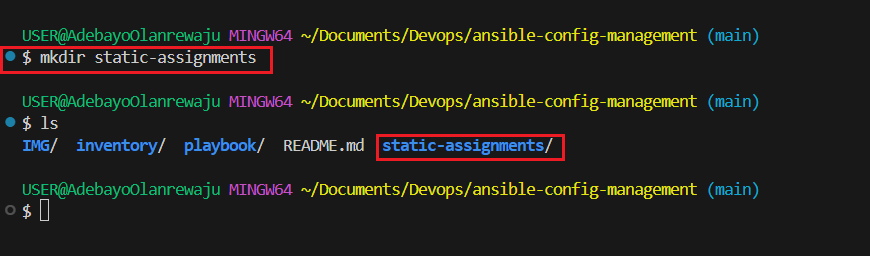 USER@AdebayoOlanrewaju MINGW64 ~/Documents/Devops/ansible-config-management (main)
$ mkdir static-assignments
USER@AdebayoOlanrewaju MINGW64 ~/Documents/Devops/ansible-config-management (main)
$ ls
IMG/ inventory/ playbook/ README.md static-assignments/
USER@AdebayoOlanrewaju MINGW64 ~/Documents/Devops/ansible-config-management (main)
$